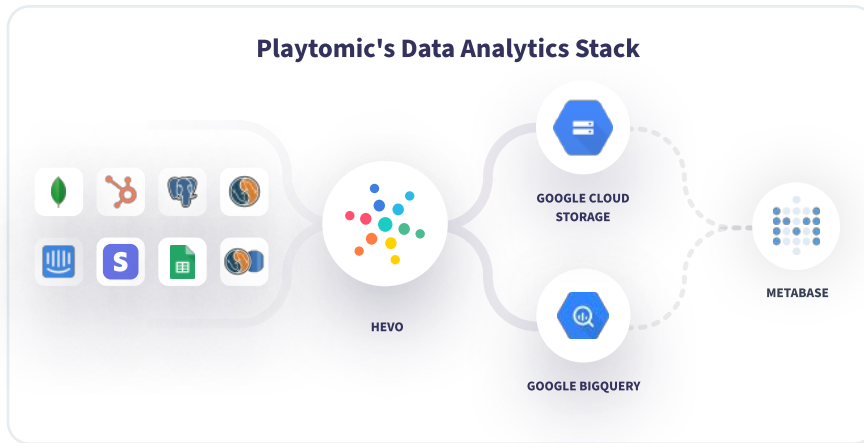 Playtomic's Data Analytics Stack
S
HEVO
GOOGLE CLOUD
STORAGE
GOOGLE BIGQUERY
METABASE